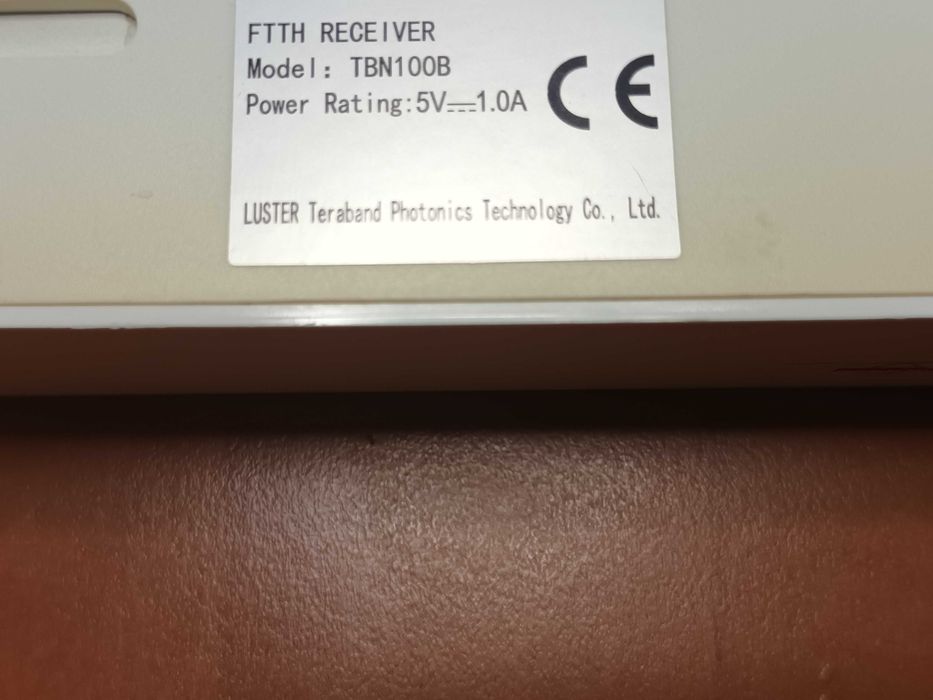 FTTH RECEIVER
Model: TBN100B
Power Rating:5V⎓1.0A
CE
LUSTER Teraband Photonics Technology Co., Ltd.